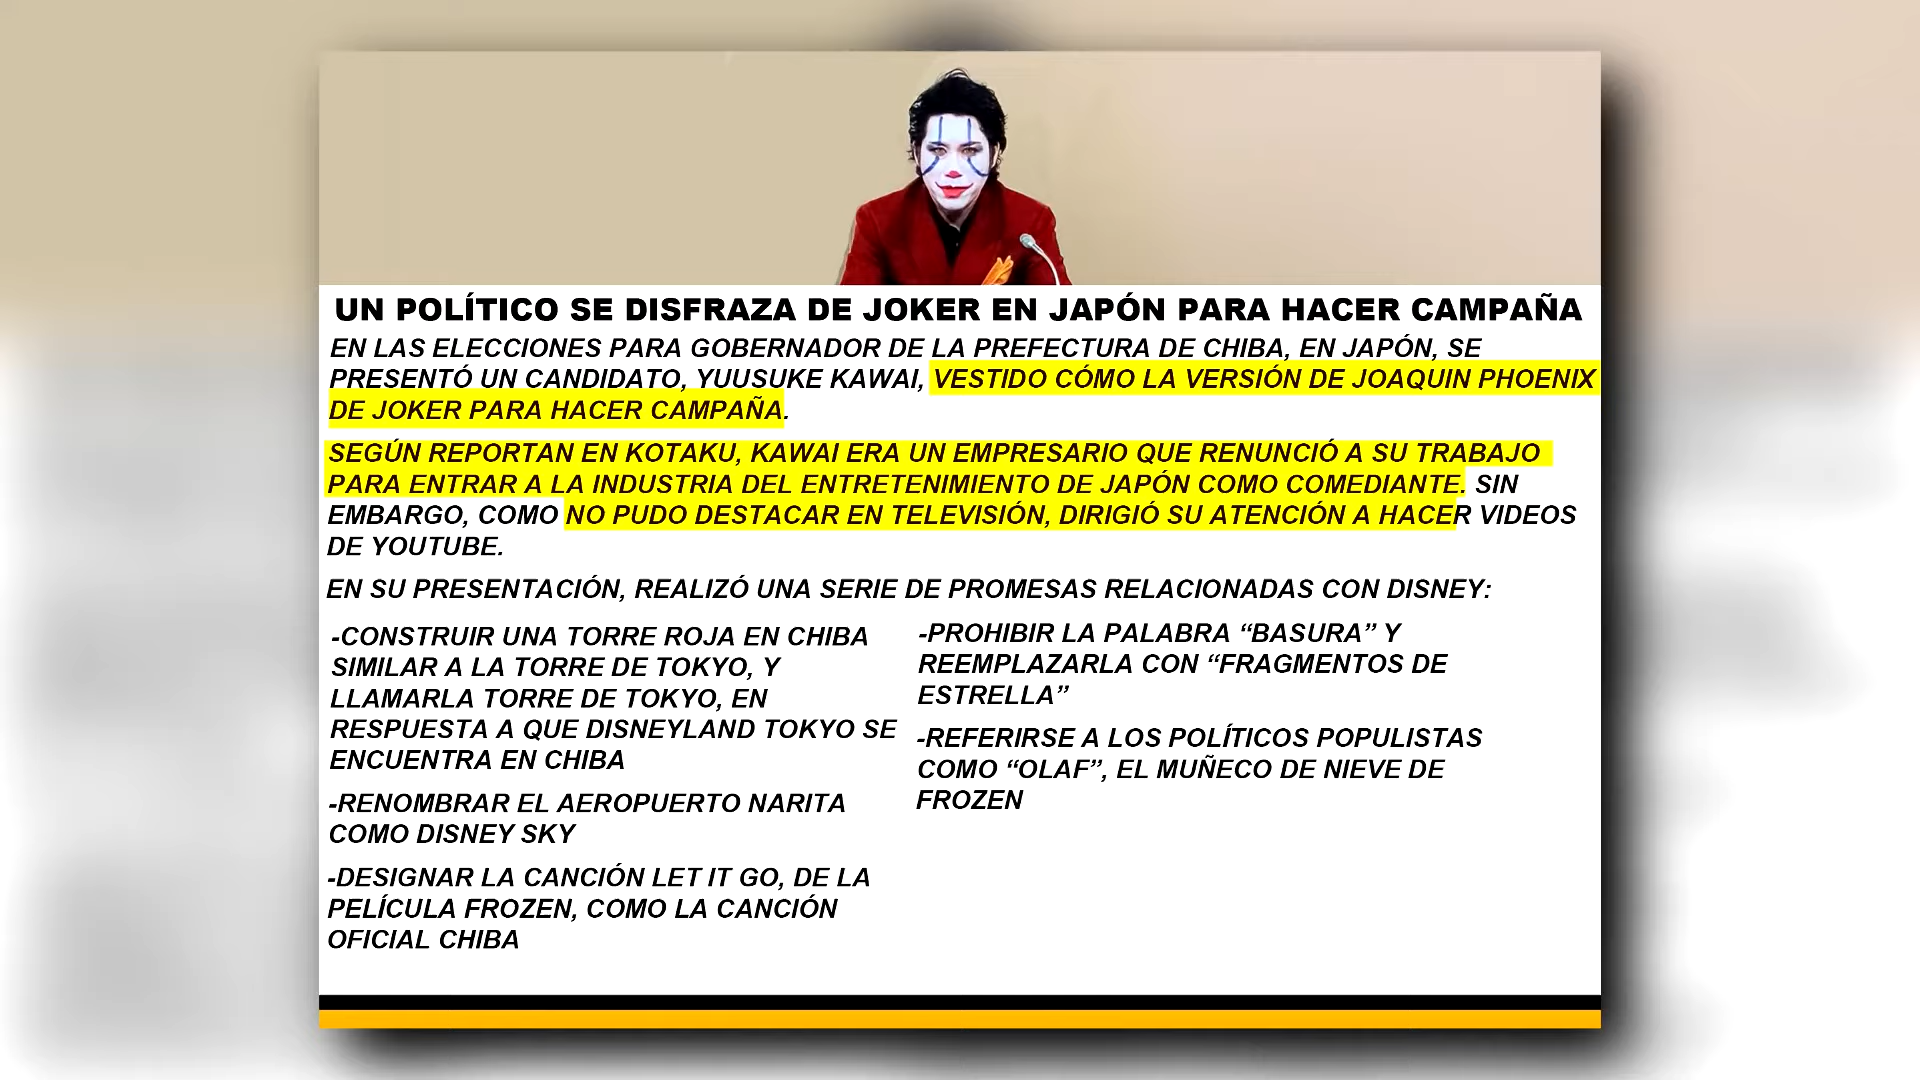 UN POLÍTICO SE DISFRAZA DE JOKER EN JAPÓN PARA HACER CAMPAÑA
EN LAS ELECCIONES PARA GOBERNADOR DE LA PREFECTURA DE CHIBA, EN JAPÓN, SE
PRESENTÓ UN CANDIDATO, YUUSUKE KAWAI, VESTIDO CÓMO LA VERSIÓN DE JOAQUIN PHOENIX
DE JOKER PARA HACER CAMPAÑA.
SEGÚN REPORTAN EN KOTAKU, KAWAI ERA UN EMPRESARIO QUE RENUNCIÓ A SU TRABAJO
PARA ENTRAR A LA INDUSTRIA DEL ENTRETENIMIENTO DE JAPÓN COMO COMEDIANTE. SIN
EMBARGO, COMO NO PUDO DESTACAR EN TELEVISIÓN, DIRIGIÓ SU ATENCIÓN A HACER VIDEOS
DE YOUTUBE.
EN SU PRESENTACIÓN, REALIZÓ UNA SERIE DE PROMESAS RELACIONADAS CON DISNEY:
-CONSTRUIR UNA TORRE ROJA EN CHIBA
SIMILAR A LA TORRE DE TOKYO, Y
LLAMARLA TORRE DE TOKYO, EN
RESPUESTA A QUE DISNEYLAND TOKYO SE
ENCUENTRA EN CHIBA
-RENOMBRAR EL AEROPUERTO NARITA
COMO DISNEY SKY
-DESIGNAR LA CANCIÓN LET IT GO, DE LA
PELÍCULA FROZEN, COMO LA CANCIÓN
OFICIAL CHIBA
-PROHIBIR LA PALABRA “BASURA” Y
REEMPLAZARLA CON “FRAGMENTOS DE
ESTRELLA”
-REFERIRSE A LOS POLÍTICOS POPULISTAS
COMO “OLAF”, EL MUÑECO DE NIEVE DE
FROZEN